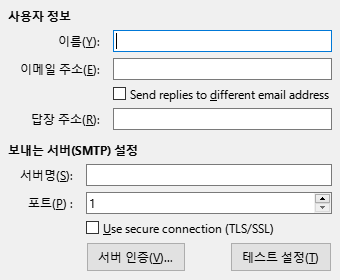 사용자 정보
이름(Y):
이메일 주소(E):
Send replies to different email address
답장 주소(R):
보내는 서버(SMTP) 설정
서버명(S):
포트(P) : 1
Use secure connection (TLS/SSL)
서버 인증(V)... 테스트 설정(T)